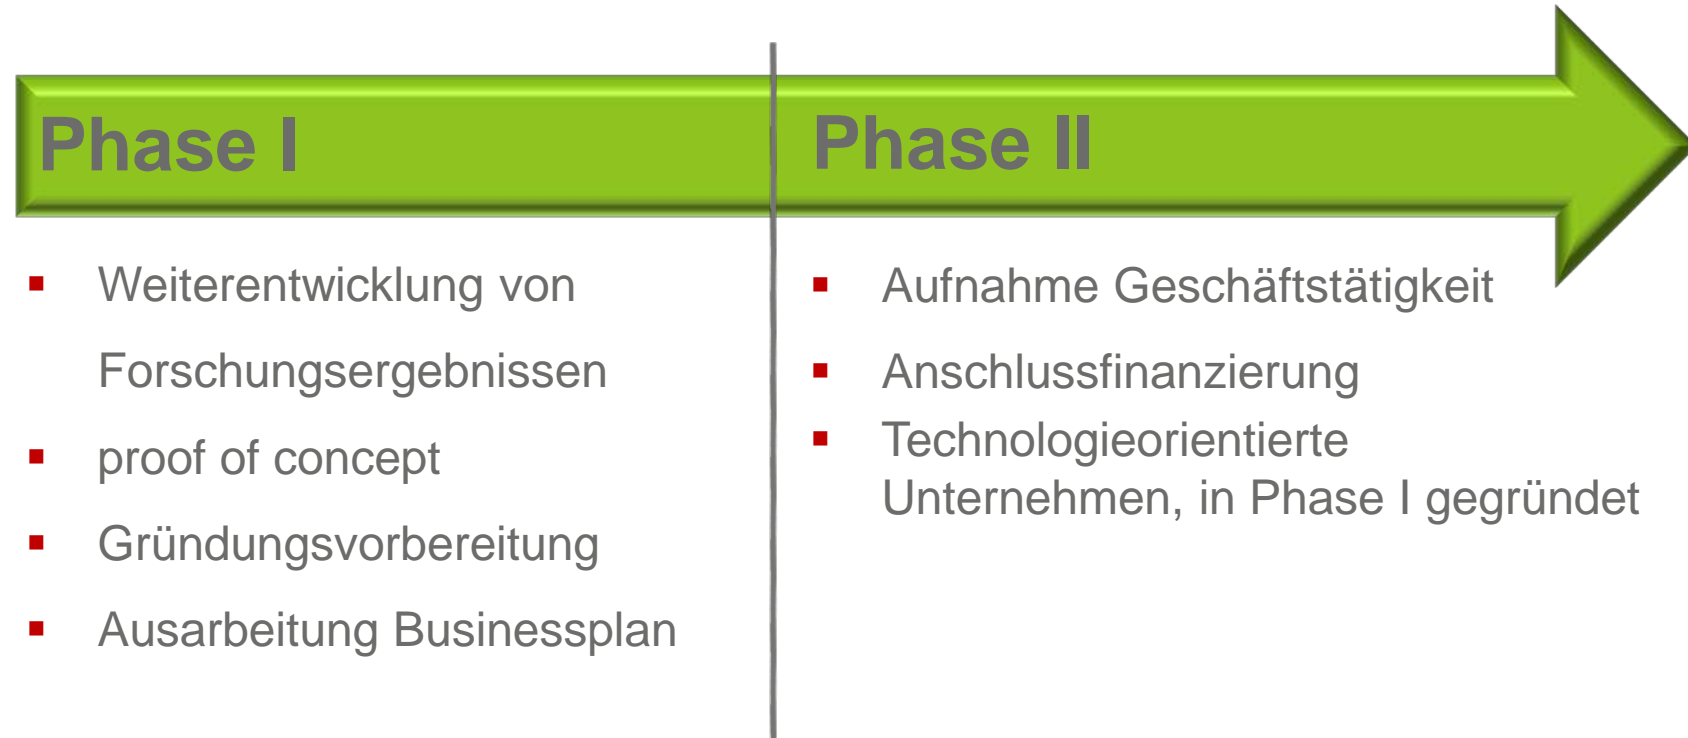 Phase I
Weiterentwicklung von
Forschungsergebnissen
proof of concept
Gründungsvorbereitung
Ausarbeitung Businessplan
Phase II
Aufnahme Geschäftstätigkeit
Anschlussfinanzierung
Technologieorientierte
Unternehmen, in Phase I gegründet